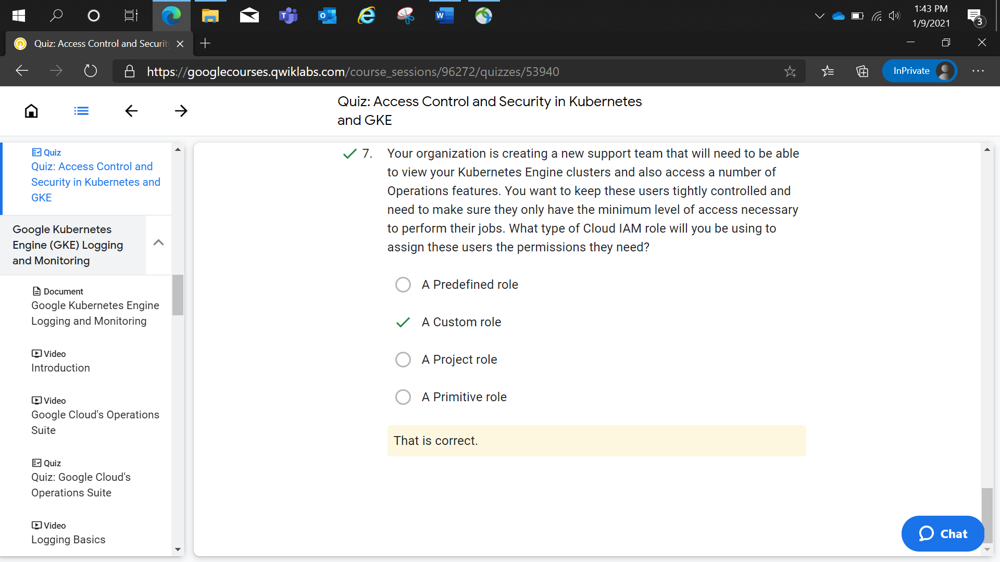 1:43 PM
1/9/2021
3
Quiz: Access Control and Securit
https://googlecourses.qwiklabs.com/course_sessions/96272/quizzes/53940
InPrivate
Quiz: Access Control and Security in Kubernetes
and GKE
Quiz
Quiz: Access Control and
Security in Kubernetes and
GKE
Google Kubernetes
Engine (GKE) Logging
and Monitoring
Document
Google Kubernetes Engine
Logging and Monitoring
Video
Introduction
Video
Google Cloud's Operations
Suite
Quiz
Quiz: Google Cloud's
Operations Suite
Video
Logging Basics
7. Your organization is creating a new support team that will need to be able
to view your Kubernetes Engine clusters and also access a number of
Operations features. You want to keep these users tightly controlled and
need to make sure they only have the minimum level of access necessary
to perform their jobs. What type of Cloud IAM role will you be using to
assign these users the permissions they need?
A Predefined role
A Custom role
A Project role
A Primitive role
That is correct.
Chat